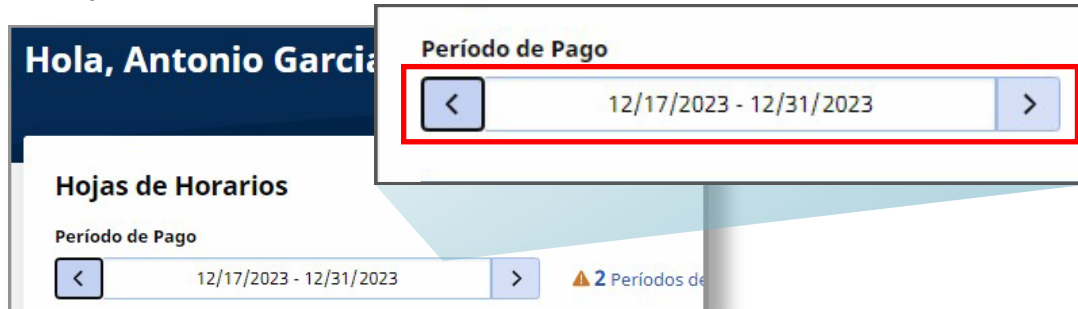 Hola, Antonio Garcia
Período de Pago
12/17/2023 - 12/31/2023
Hojas de Horarios
Período de Pago
12/17/2023 - 12/31/2023
2 Períodos de